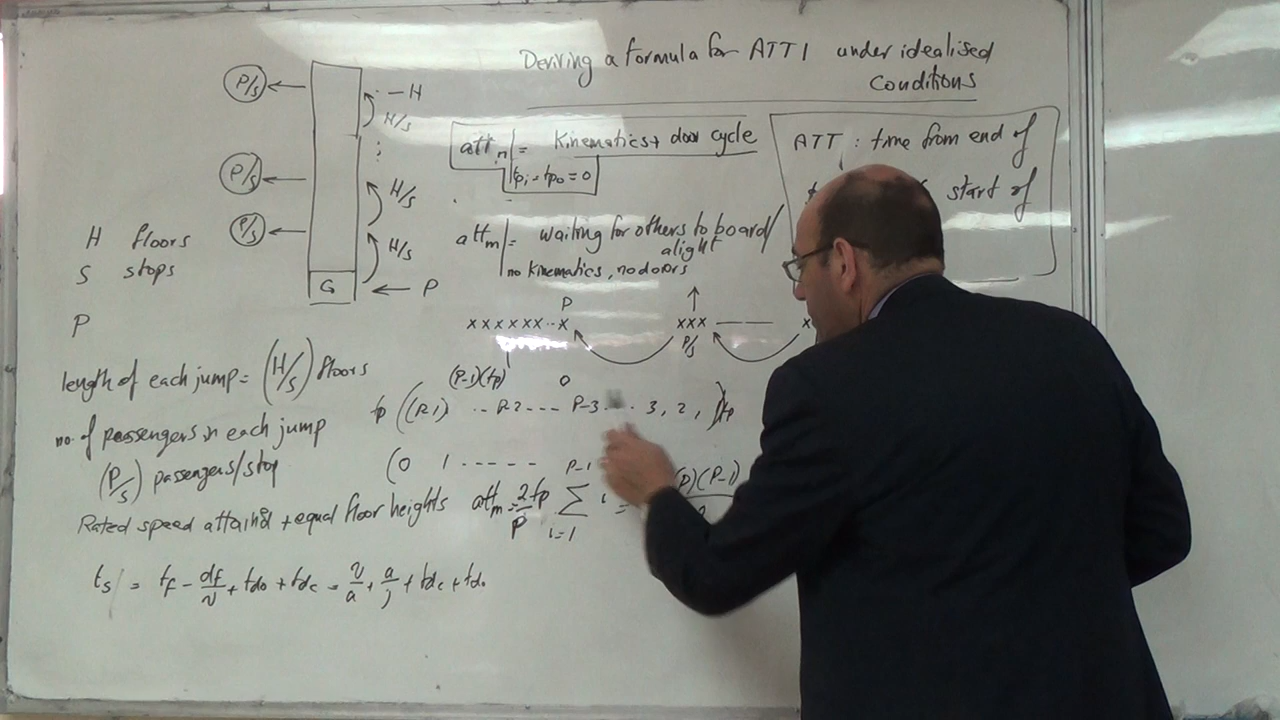 Deriving a formula for ATT1 under idealised
conditions
P/S
- H
H/S
P/S
H/S
P/S
H/S
G
P
att_n| = Kinematics + door cycle
|tpi = tpo = 0
ATT : time from end of
start of
att_m| = waiting for others to board/
alight
|no kinematics, no doors
H floors
S stops
P
P
x x x x x x ·· x
x x x
P/S
x
length of each jump = (H/S) floors
(P-1)(tp)
0
tp ((P-1) ·· P-2 --- P-3 ··· 3, 2, 1)tp
no. of passengers in each jump
(P/S) passengers/stop
(0 1 -----
P-1
Rated speed attained + equal floor heights
att_m = 2tp/P Σ i = (P)(P-1)/2
i=1
ts = tf - df/v + tdo + tdc = v/a + a/j + tdc + tdo